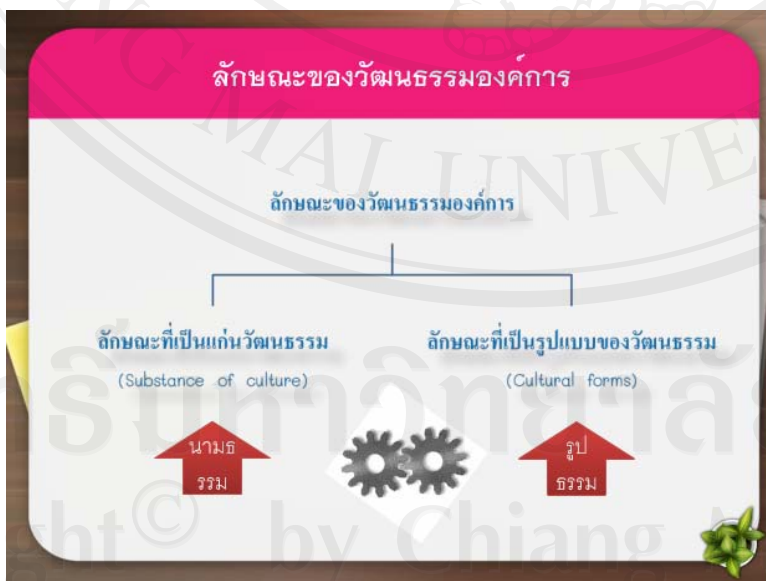 ลักษณะของวัฒนธรรมองค์การ
ลักษณะของวัฒนธรรมองค์การ
ลักษณะที่เป็นแก่นวัฒนธรรม
(Substance of culture)
ลักษณะที่เป็นรูปแบบของวัฒนธรรม
(Cultural forms)
นามธ
รรม
รูป
ธรรม